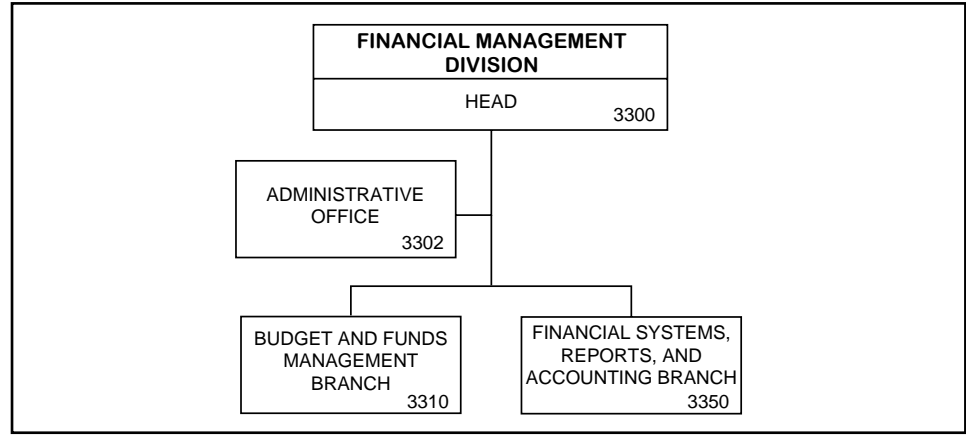 FINANCIAL MANAGEMENT
DIVISION
HEAD
3300
ADMINISTRATIVE
OFFICE
3302
BUDGET AND FUNDS
MANAGEMENT
BRANCH
3310
FINANCIAL SYSTEMS,
REPORTS, AND
ACCOUNTING BRANCH
3350